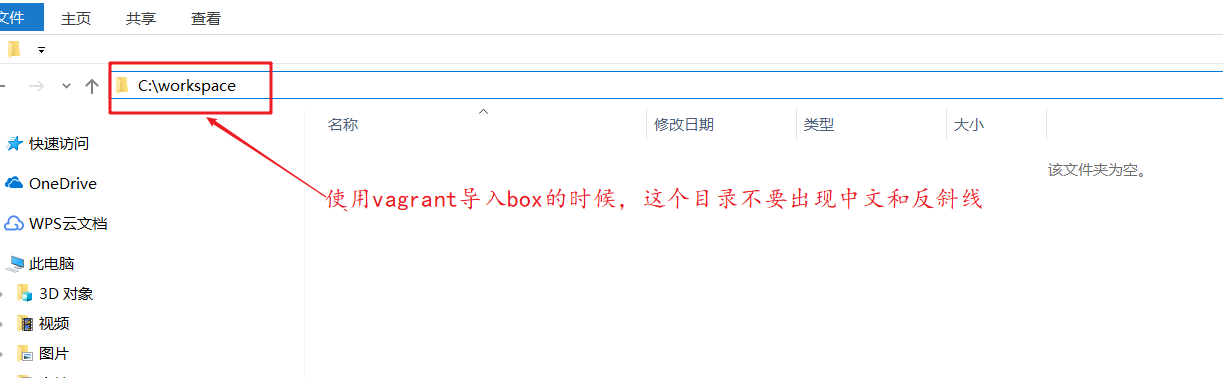 文件 主页 共享 查看
C:\workspace
名称 修改日期 类型 大小
快速访问
该文件夹为空。
OneDrive
使用vagrant导入box的时候，这个目录不要出现中文和反斜线
WPS云文档
此电脑
3D 对象
视频
图片